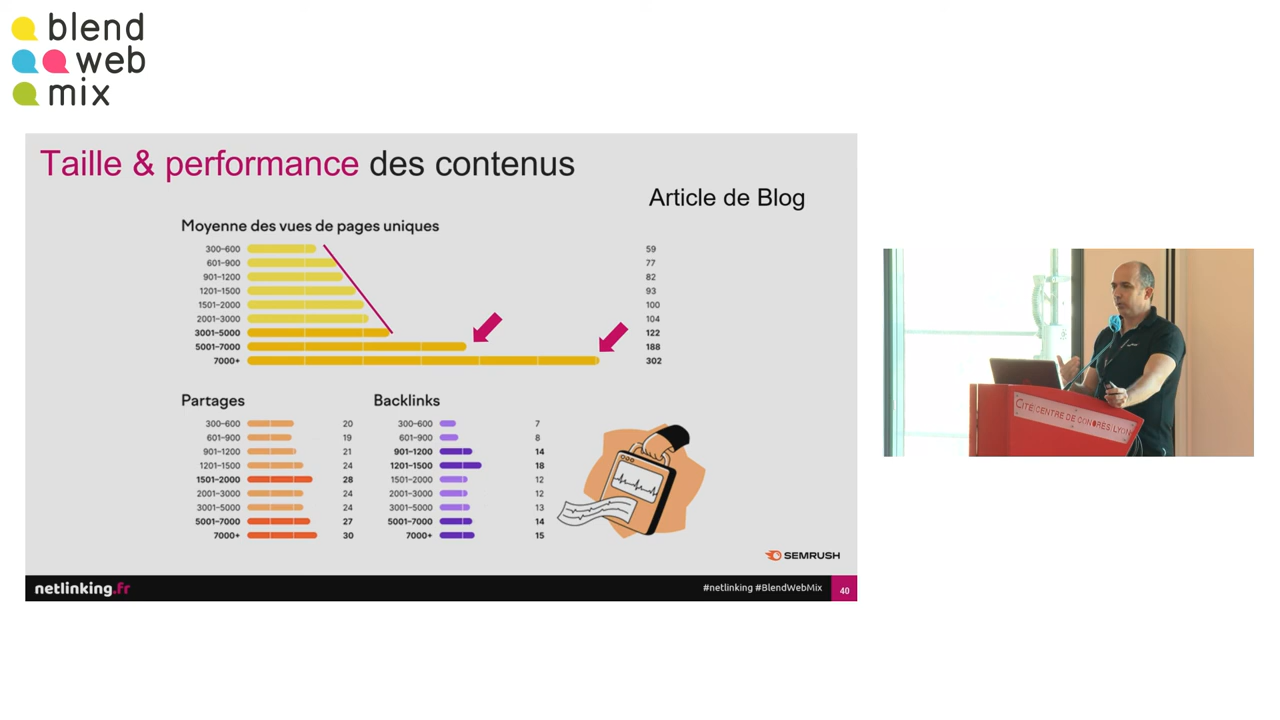 blend
web
mix
Taille & performance des contenus
Article de Blog
Moyenne des vues de pages uniques
300–600 59
601–900 77
901–1200 82
1201–1500 93
1501–2000 100
2001–3000 104
3001–5000 122
5001–7000 188
7000+ 302
Partages
300–600 20
601–900 19
901–1200 21
1201–1500 24
1501–2000 28
2001–3000 24
3001–5000 24
5001–7000 27
7000+ 30
Backlinks
300–600 7
601–900 8
901–1200 14
1201–1500 18
1501–2000 12
2001–3000 12
3001–5000 13
5001–7000 14
7000+ 15
SEMRUSH
netlinking.fr
#netlinking #BlendWebMix
40
CITÉ CENTRE DE CONGRÈS LYON